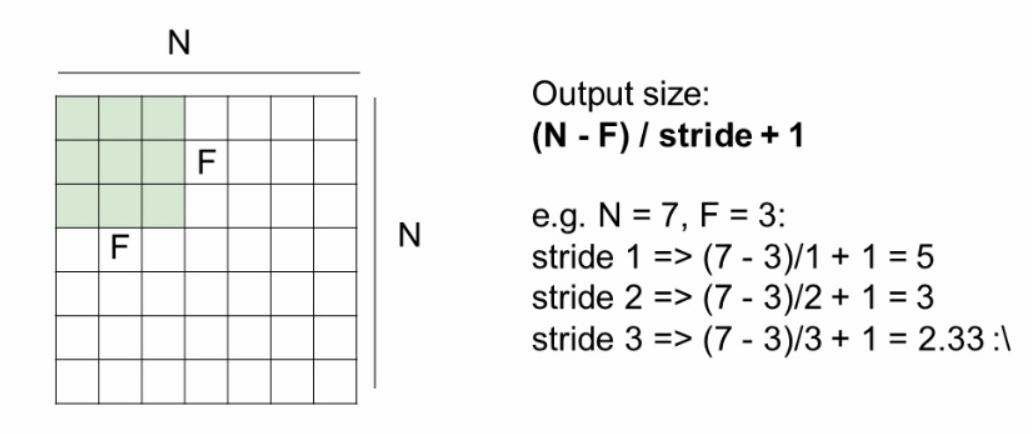 N
F
F
N
Output size:
(N - F) / stride + 1
e.g. N = 7, F = 3:
stride 1 => (7 - 3)/1 + 1 = 5
stride 2 => (7 - 3)/2 + 1 = 3
stride 3 => (7 - 3)/3 + 1 = 2.33 :\